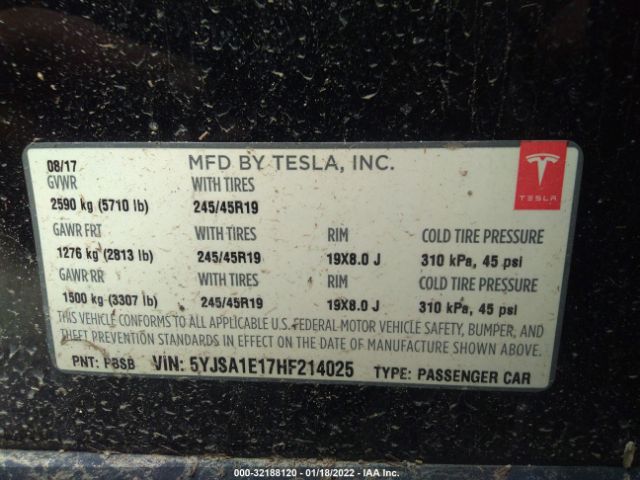 08/17 MFD BY TESLA, INC.
GVWR WITH TIRES
2590 kg (5710 lb) 245/45R19
TESLA
GAWR FRT WITH TIRES RIM COLD TIRE PRESSURE
1276 kg (2813 lb) 245/45R19 19X8.0 J 310 kPa, 45 psi
GAWR RR WITH TIRES RIM COLD TIRE PRESSURE
1500 kg (3307 lb) 245/45R19 19X8.0 J 310 kPa, 45 psi
THIS VEHICLE CONFORMS TO ALL APPLICABLE U.S. FEDERAL MOTOR VEHICLE SAFETY, BUMPER, AND
THEFT PREVENTION STANDARDS IN EFFECT ON THE DATE OF MANUFACTURE SHOWN ABOVE.
PNT: PBSB VIN: 5YJSA1E17HF214025 TYPE: PASSENGER CAR
000-32188120 - 01/18/2022 - IAA Inc.